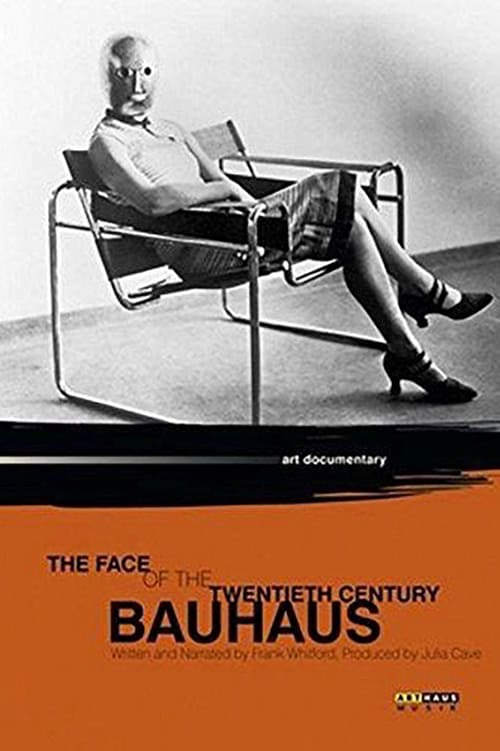 art documentary
THE FACE
OF THE
TWENTIETH CENTURY
BAUHAUS
Written and Narrated by Frank Whitford, Produced by Julia Cave
ARTHAUS
MUSIK